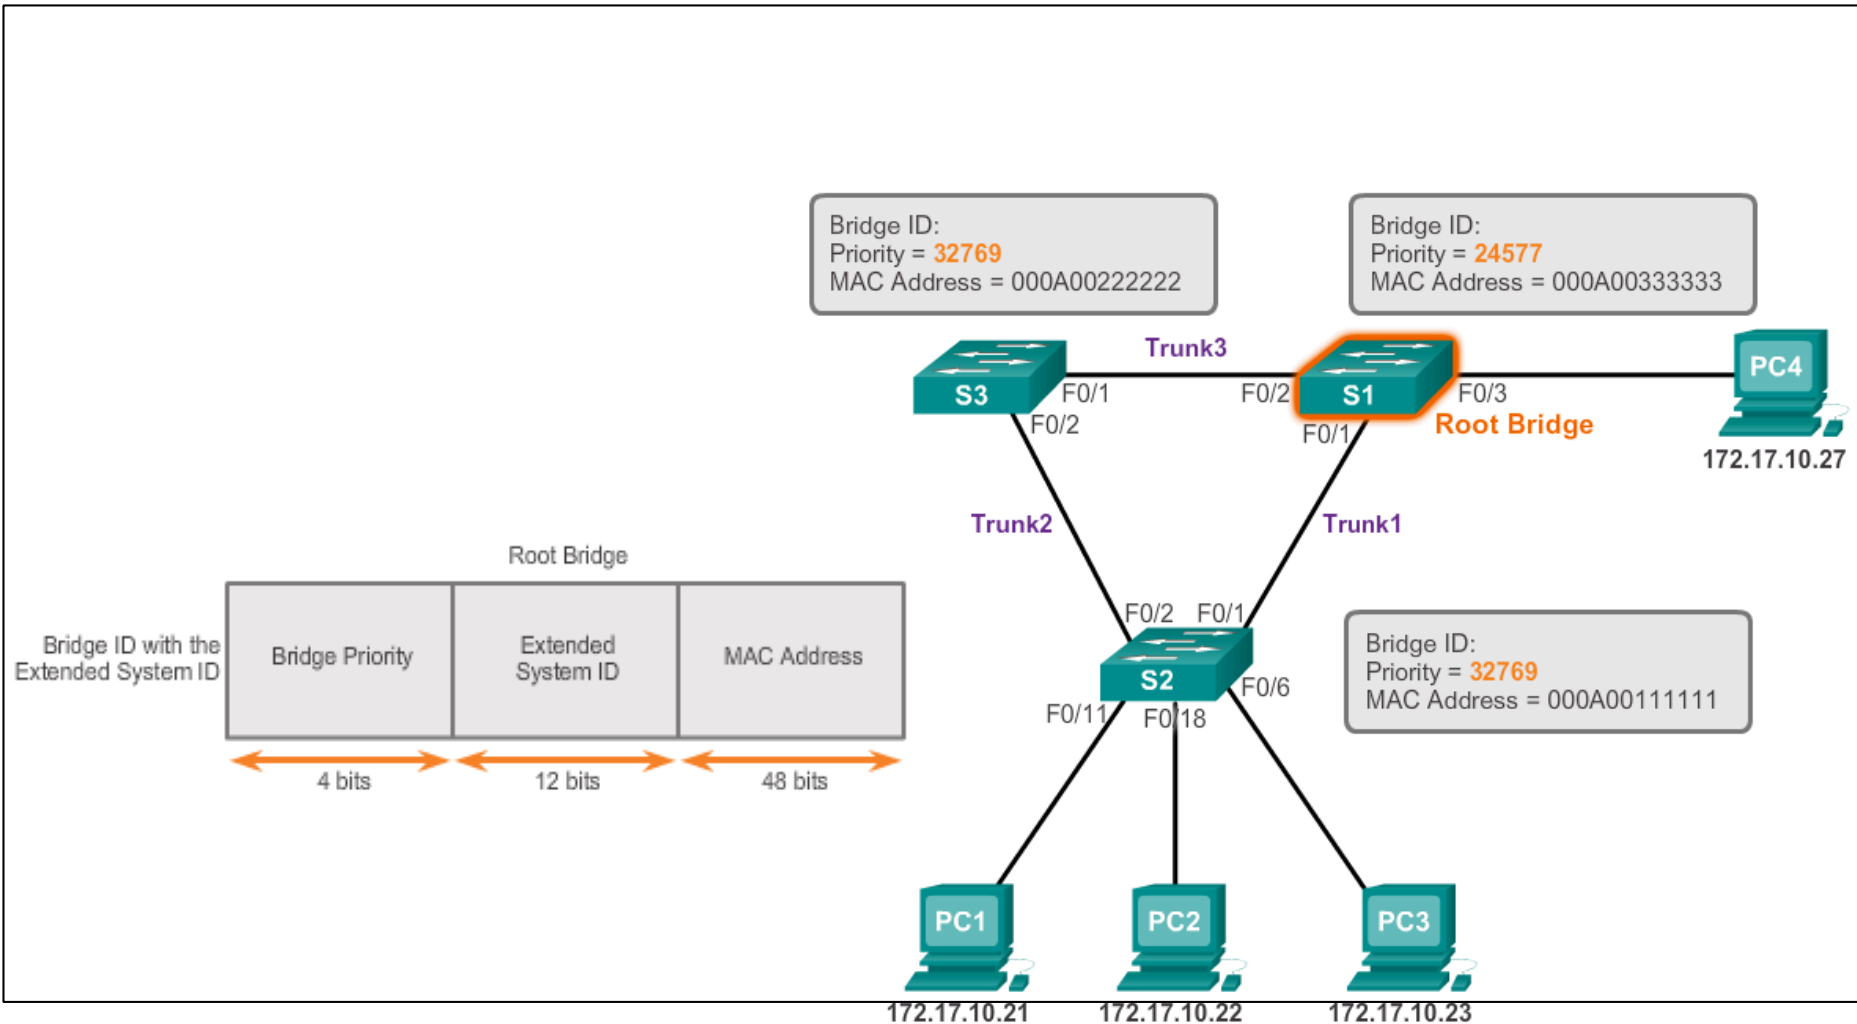 Bridge ID:
Priority = 32769
MAC Address = 000A00222222
Bridge ID:
Priority = 24577
MAC Address = 000A00333333
Trunk3
S3
F0/1
F0/2
S1
F0/3
PC4
F0/2
F0/1
Root Bridge
172.17.10.27
Trunk2
Trunk1
Root Bridge
Bridge ID with the
Extended System ID
Bridge Priority
Extended
System ID
MAC Address
4 bits
12 bits
48 bits
F0/2
F0/1
S2
F0/6
F0/11
F0/18
Bridge ID:
Priority = 32769
MAC Address = 000A00111111
PC1
PC2
PC3
172.17.10.21
172.17.10.22
172.17.10.23